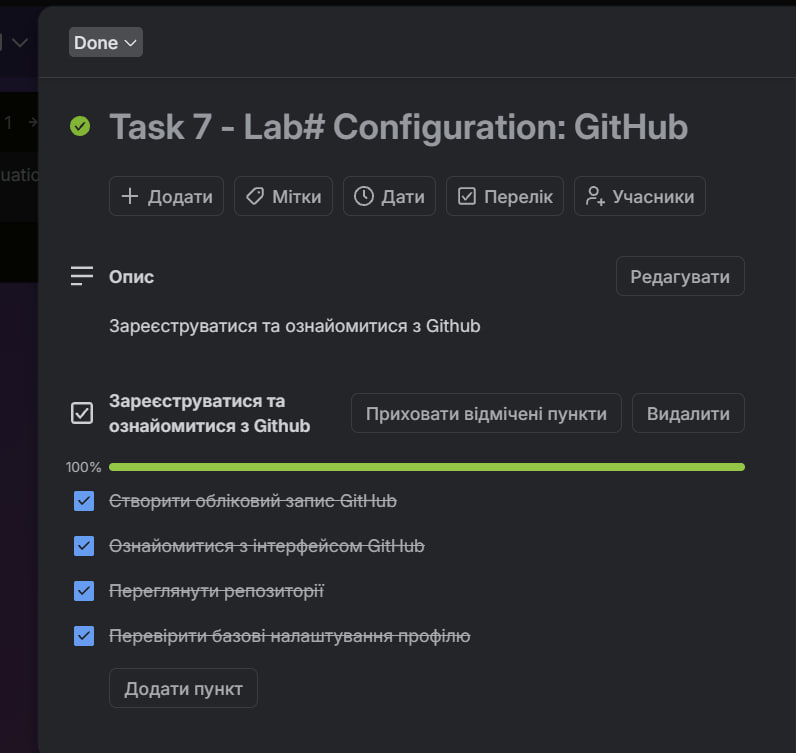 Done
1
Task 7 - Lab# Configuration: GitHub
Додати
Мітки
Дати
Перелік
Учасники
Опис
Редагувати
Зареєструватися та ознайомитися з Github
Зареєструватися та
ознайомитися з Github
Приховати відмічені пункти
Видалити
100%
Створити обліковий запис GitHub
Ознайомитися з інтерфейсом GitHub
Переглянути репозиторії
Перевірити базові налаштування профілю
Додати пункт